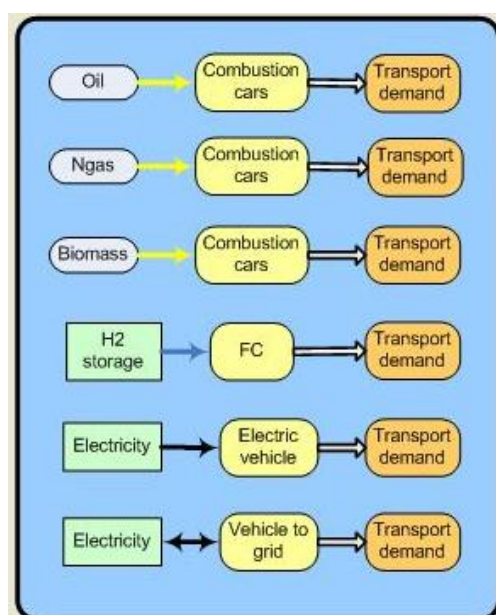 Oil
Combustion
cars
Transport
demand
Ngas
Combustion
cars
Transport
demand
Biomass
Combustion
cars
Transport
demand
H2
storage
FC
Transport
demand
Electricity
Electric
vehicle
Transport
demand
Electricity
Vehicle to
grid
Transport
demand